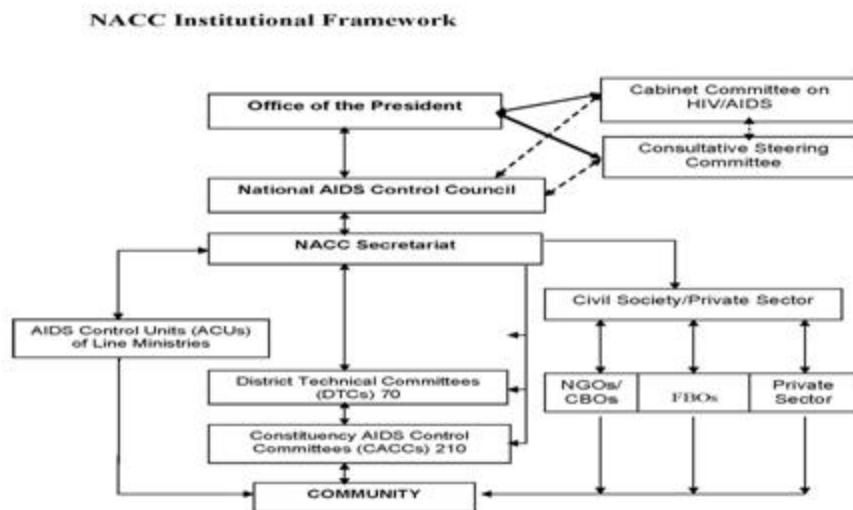 NACC Institutional Framework
Office of the President
Cabinet Committee on
HIV/AIDS
Consultative Steering
Committee
National AIDS Control Council
NACC Secretariat
Civil Society/Private Sector
AIDS Control Units (ACUs)
of Line Ministries
District Technical Committees
(DTCs) 70
NGOs/
CBOs
FBOs
Private
Sector
Constituency AIDS Control
Committees (CACCs) 210
COMMUNITY